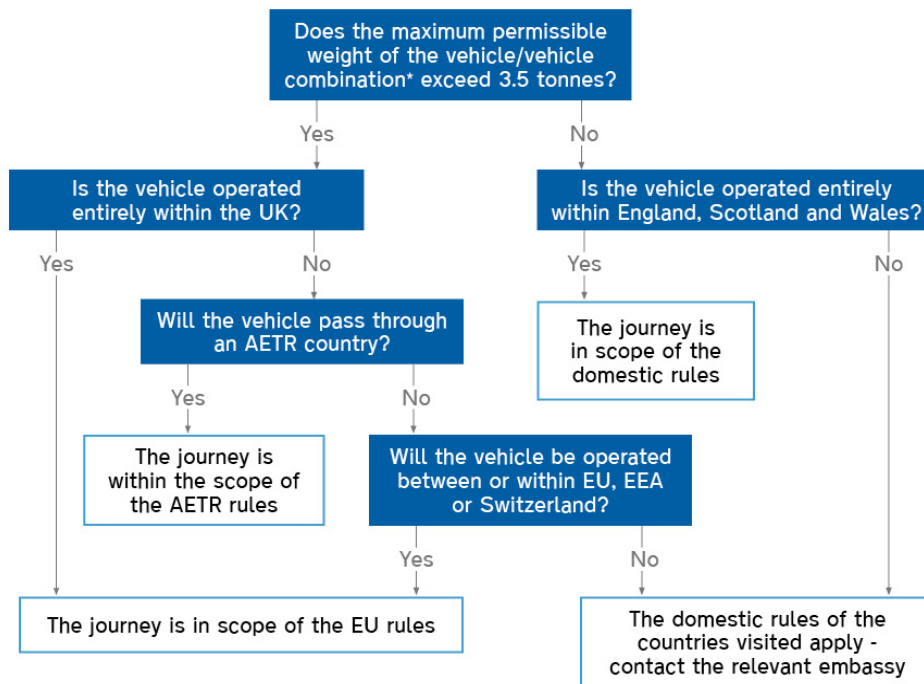 Does the maximum permissible
weight of the vehicle/vehicle
combination* exceed 3.5 tonnes?
Yes
No
Is the vehicle operated
entirely within the UK?
Is the vehicle operated entirely
within England, Scotland and Wales?
Yes
No
Yes
No
Will the vehicle pass through
an AETR country?
The journey is
in scope of the
domestic rules
Yes
No
The journey is
within the scope of
the AETR rules
Will the vehicle be operated
between or within EU, EEA
or Switzerland?
Yes
No
The journey is in scope of the EU rules
The domestic rules of the
countries visited apply -
contact the relevant embassy